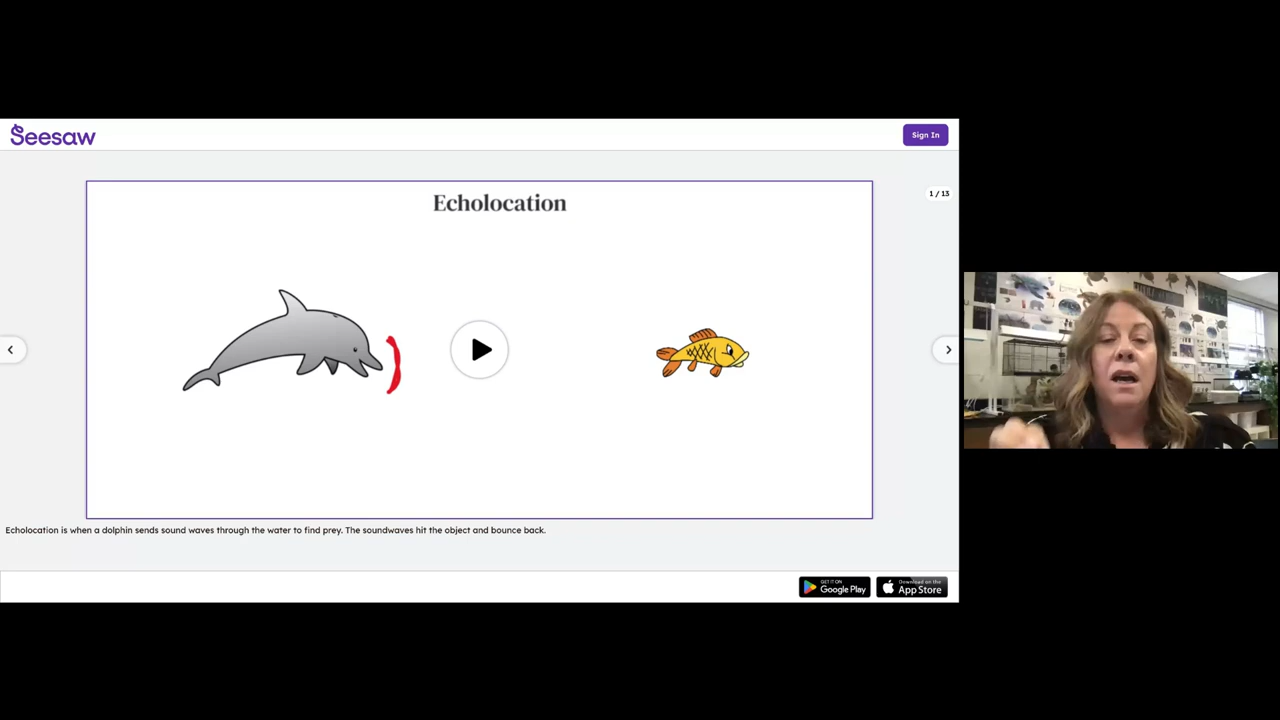 Seesaw
Sign In
1 / 13
Echolocation
Echolocation is when a dolphin sends sound waves through the water to find prey. The soundwaves hit the object and bounce back.
GET IT ON
Google Play
Download on the
App Store